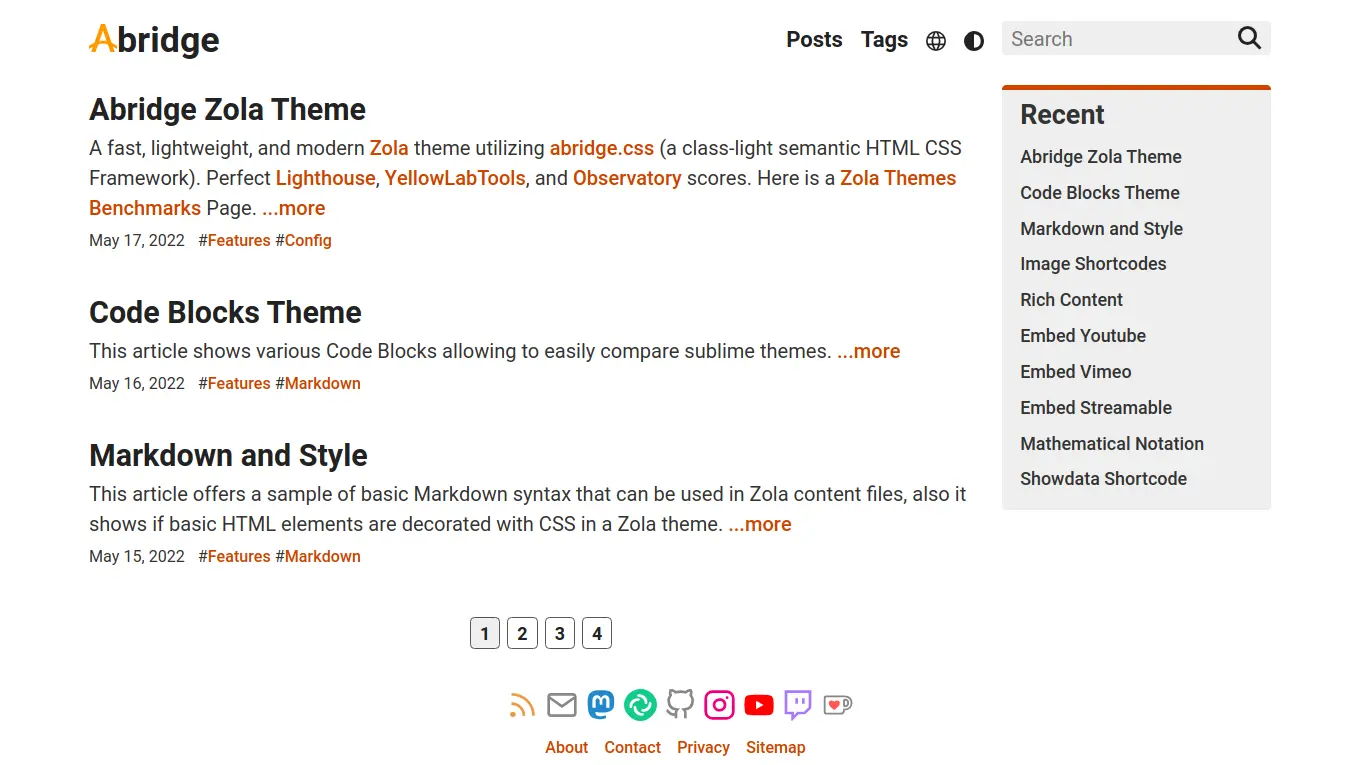 Abridge
Posts Tags
Search
Abridge Zola Theme
A fast, lightweight, and modern Zola theme utilizing abridge.css (a class-light semantic HTML CSS
Framework). Perfect Lighthouse, YellowLabTools, and Observatory scores. Here is a Zola Themes
Benchmarks Page. ...more
May 17, 2022 #Features #Config
Code Blocks Theme
This article shows various Code Blocks allowing to easily compare sublime themes. ...more
May 16, 2022 #Features #Markdown
Markdown and Style
This article offers a sample of basic Markdown syntax that can be used in Zola content files, also it
shows if basic HTML elements are decorated with CSS in a Zola theme. ...more
May 15, 2022 #Features #Markdown
1 2 3 4
Recent
Abridge Zola Theme
Code Blocks Theme
Markdown and Style
Image Shortcodes
Rich Content
Embed Youtube
Embed Vimeo
Embed Streamable
Mathematical Notation
Showdata Shortcode
About Contact Privacy Sitemap